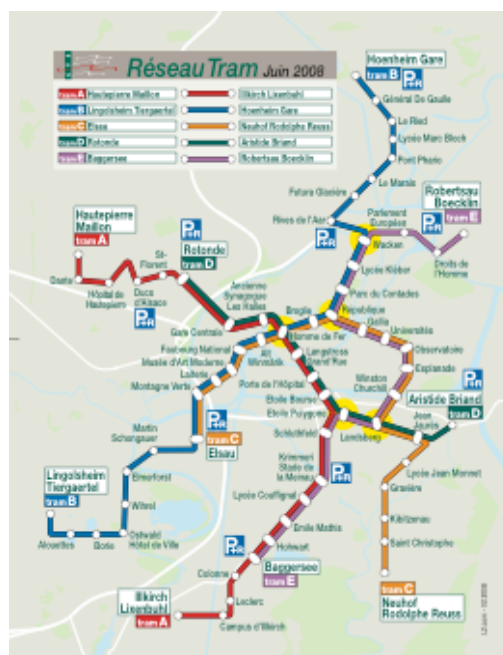 Réseau Tram Juin 2008
tram A Hautepierre Maillon Illkirch Lixenbuhl
tram B Lingolsheim Tiergaertel Hoenheim Gare
tram C Elsau Neuhof Rodolphe Reuss
tram D Rotonde Aristide Briand
tram E Baggersee Robertsau Boecklin
Hoenheim Gare
tram B P+R
Général De Gaulle
Le Ried
Lycée Marc Bloch
Pont Phario
Le Marais
Futura Glacière
Rives de l'Aar
P+R
Robertsau
Boecklin
P+R tram E
Parlement
Européen
Wacken
Droits de
l'Homme
Lycée Kléber
Parc du Contades
République
Gallia
Universités
Observatoire
Esplanade
Winston
Churchill
Landsberg
Hautepierre
Maillon
tram A
Dante
Hôpital de
Hautepierre
Ducs
d'Alsace
P+R
St-
Florent
P+R
Rotonde
tram D
Ancienne
Synagogue
Les Halles
Gare Centrale
Broglie
Homme de Fer
Faubourg National
Alt
Winmärik
Langstross
Grand'Rue
Musée d'Art Moderne
Laiterie
Montagne Verte
Porte de l'Hôpital
Etoile Bourse
Etoile Polygone
Schluthfeld
Krimmeri
Stade de
la Meinau
P+R
Aristide Briand
tram D
Jean
Jaurès
Lycée Jean Monnet
Gravière
Kibitzenau
Saint Christophe
tram C
Neuhof
Rodolphe Reuss
Martin
Schongauer
P+R
tram C
Elsau
Elmerforst
Wihrel
Ostwald
Hôtel de Ville
Borie
Alouettes
Lingolsheim
Tiergaertel
tram B
Lycée Couffignal
Emile Mathis
Hohwart
P+R
Baggersee
tram E
Colonne
Leclerc
Campus d'Illkirch
Illkirch
Lixenbuhl
tram A